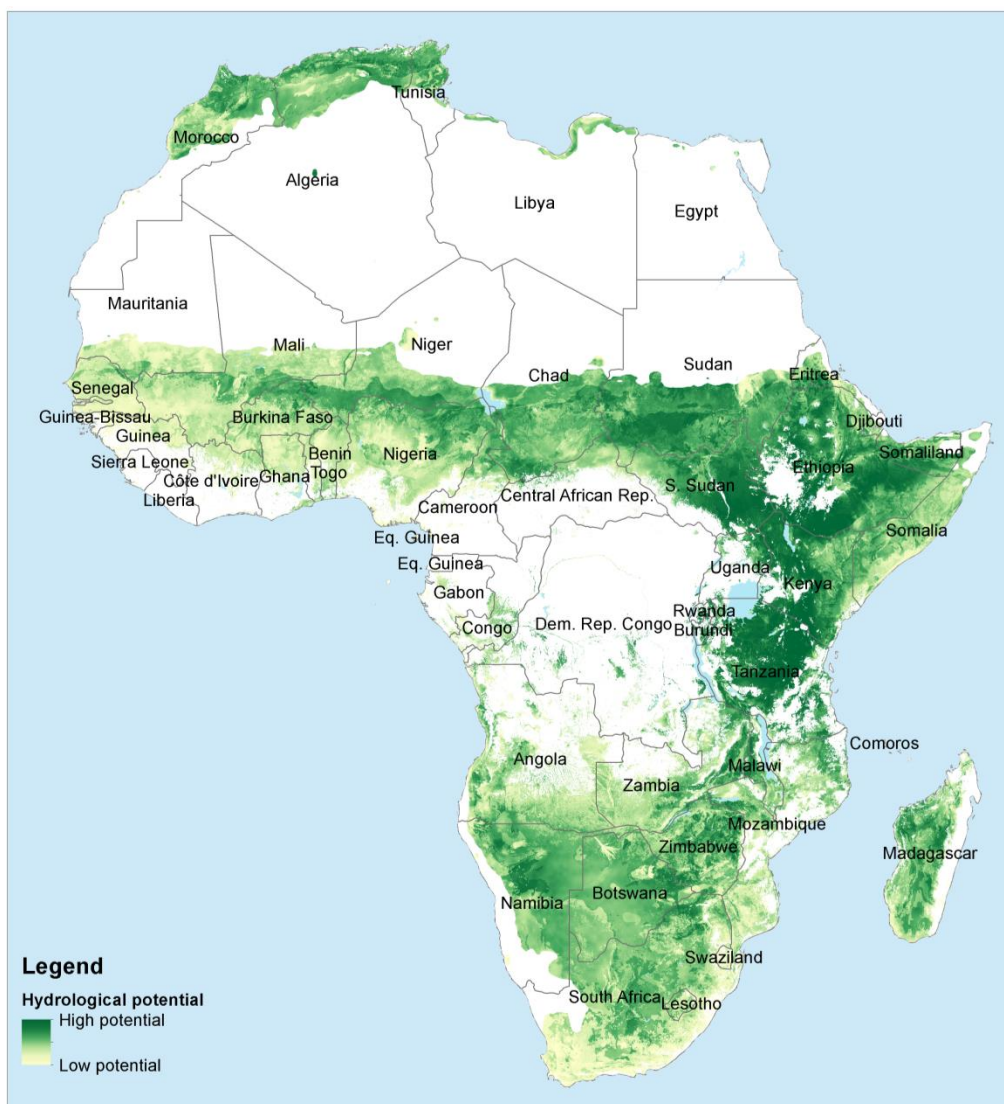 Tunisia
Morocco
Algeria
Libya
Egypt
Mauritania
Mali
Niger
Chad
Sudan
Eritrea
Senegal
Guinea-Bissau
Burkina Faso
Djibouti
Guinea
Benin
Nigeria
Somaliland
Sierra Leone
Côte d'Ivoire
Ghana
Togo
Ethiopia
Liberia
S. Sudan
Central African Rep.
Cameroon
Somalia
Eq. Guinea
Eq. Guinea
Uganda
Kenya
Gabon
Rwanda
Congo
Dem. Rep. Congo
Burundi
Tanzania
Comoros
Angola
Malawi
Zambia
Mozambique
Zimbabwe
Madagascar
Botswana
Namibia
Swaziland
South Africa
Lesotho
Legend
Hydrological potential
High potential
Low potential